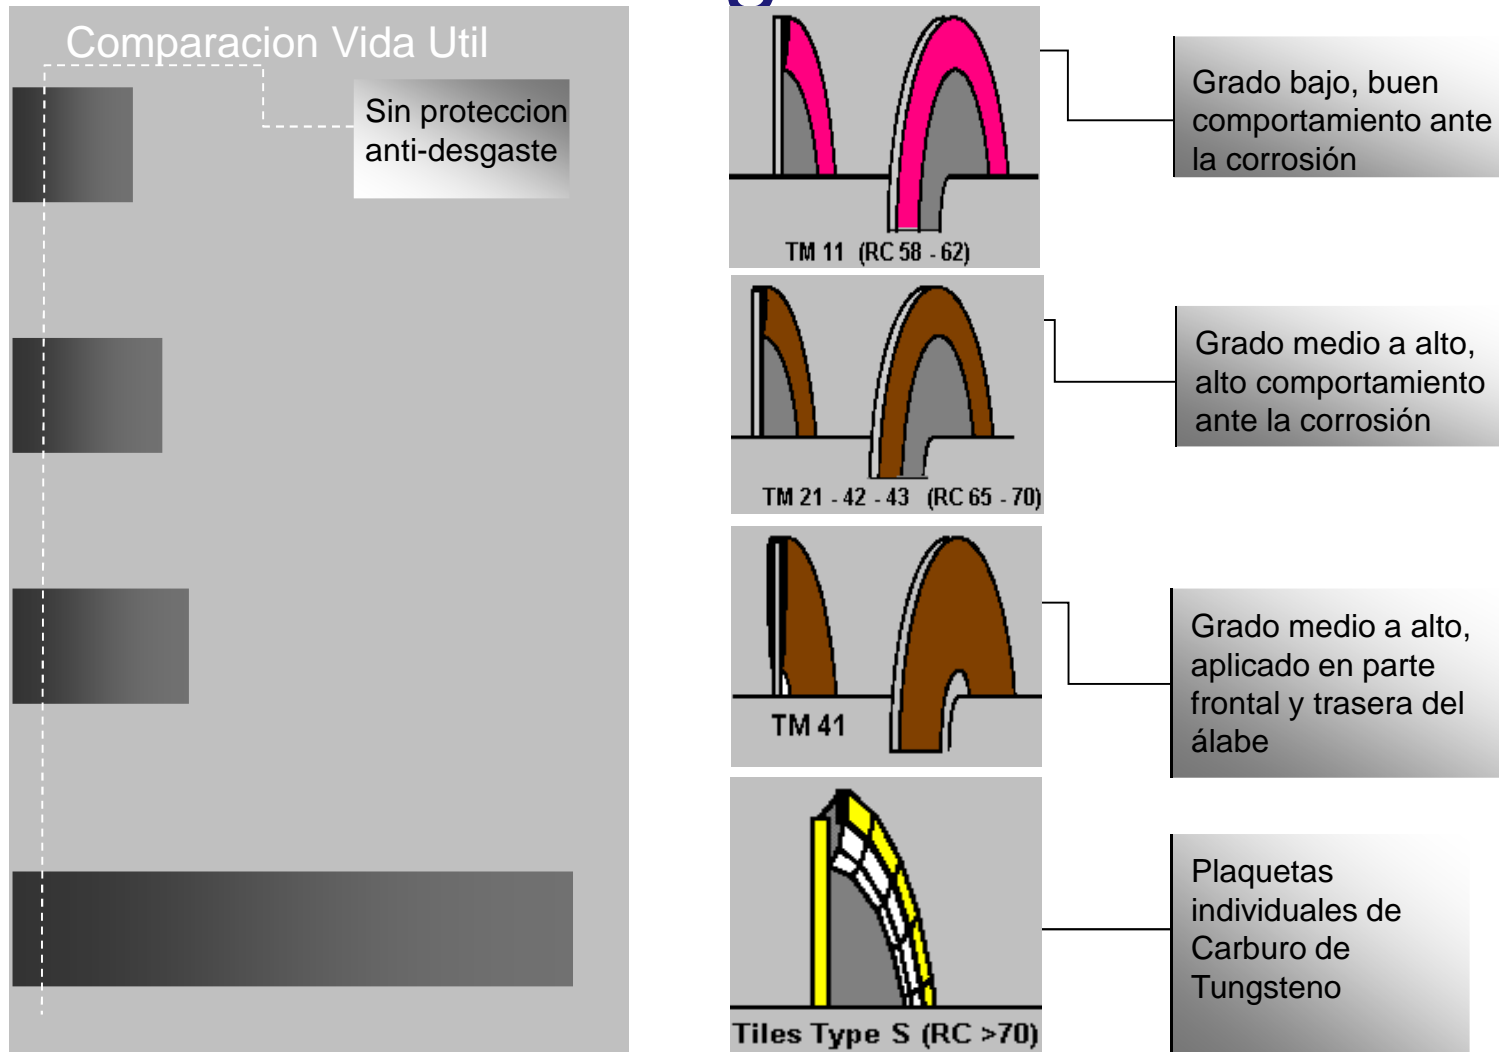 Comparacion Vida Util
Sin proteccion
anti-desgaste
TM 11 (RC 58 - 62)
Grado bajo, buen
comportamiento ante
la corrosión
TM 21 - 42 - 43 (RC 65 - 70)
Grado medio a alto,
alto comportamiento
ante la corrosión
TM 41
Grado medio a alto,
aplicado en parte
frontal y trasera del
álabe
Tiles Type S (RC >70)
Plaquetas
individuales de
Carburo de
Tungsteno